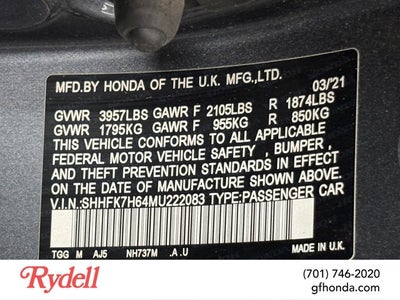 MFD.BY HONDA OF THE U.K. MFG.,LTD.
03/'21
GVWR 3957LBS GAWR F 2105LBS R 1874LBS
GVWR 1795KG GAWR F 955KG R 850KG
THIS VEHICLE CONFORMS TO ALL APPLICABLE
FEDERAL MOTOR VEHICLE SAFETY , BUMPER ,
AND THEFT PREVENTION STANDARDS IN EFFECT
ON THE DATE OF MANUFACTURE SHOWN ABOVE.
V.I.N:SHHFK7H64MU222083 TYPE:PASSENGER CAR
TGG M AJ5 NH737M .A .U
MADE IN U.K.
Rydell
(701) 746-2020
gfhonda.com